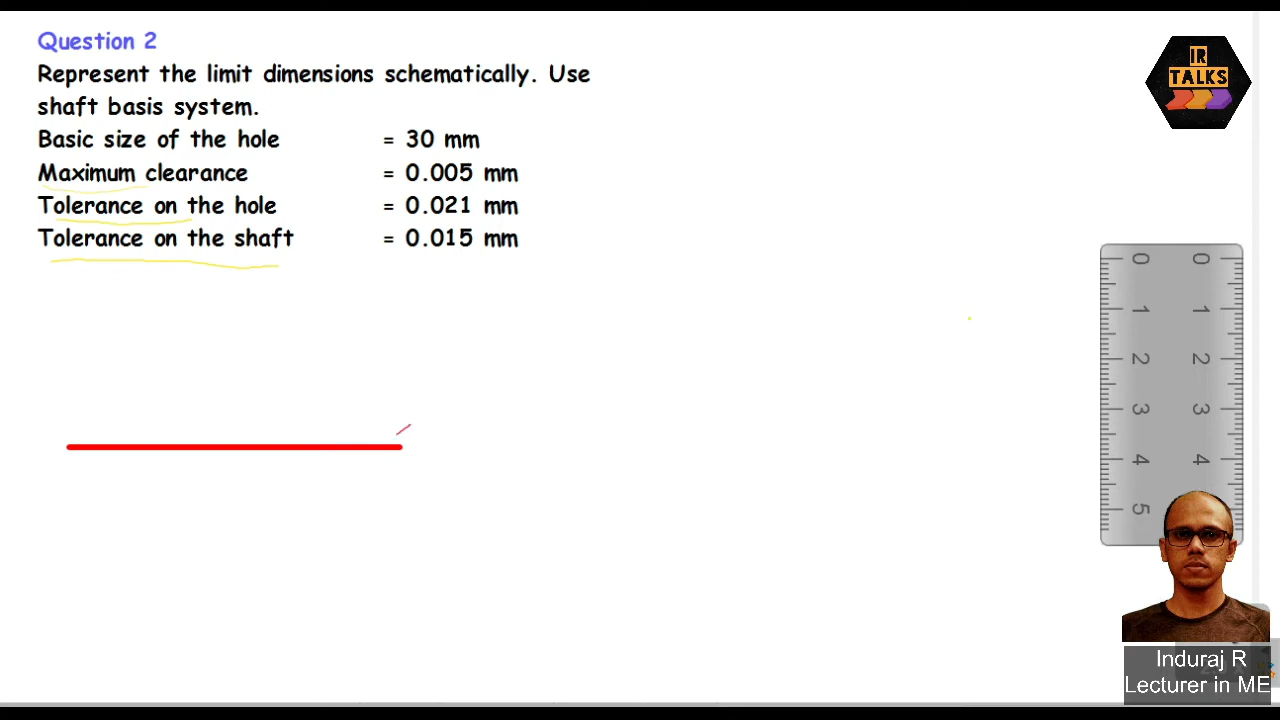 Question 2
Represent the limit dimensions schematically. Use
shaft basis system.
Basic size of the hole = 30 mm
Maximum clearance = 0.005 mm
Tolerance on the hole = 0.021 mm
Tolerance on the shaft = 0.015 mm
IR
TALKS
0 0
1 1
2 2
3 3
4 4
5
Induraj R
Lecturer in ME